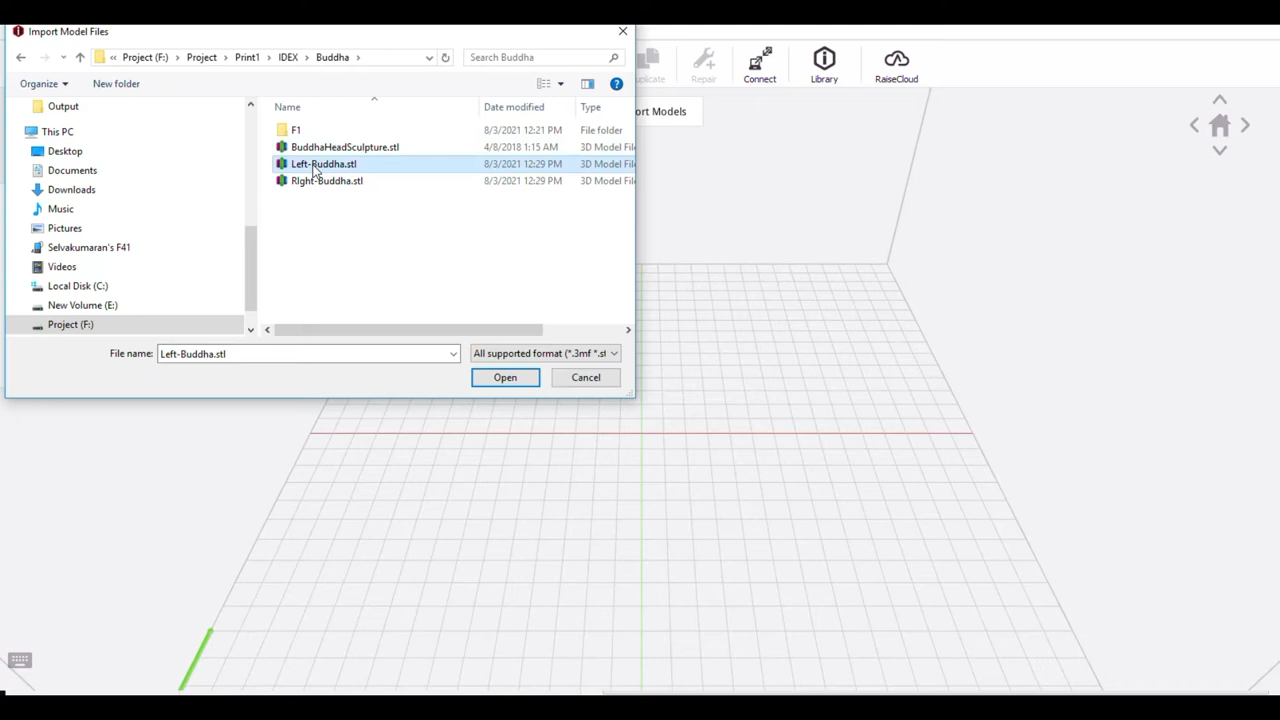 Import Model Files
« Project (F:) › Project › Print1 › IDEX › Buddha ›
Search Buddha
Repair
Connect
Library
RaiseCloud
Organize
New folder
Models
Name
Date modified
Type
Output
This PC
Desktop
Documents
Downloads
Music
Pictures
Selvakumaran's F41
Videos
Local Disk (C:)
New Volume (E:)
Project (F:)
F1 8/3/2021 12:21 PM File folder
BuddhaHeadSculpture.stl 4/8/2018 1:15 AM 3D Model File
Left-Buddha.stl 8/3/2021 12:29 PM 3D Model File
RIght-Buddha.stl 8/3/2021 12:29 PM 3D Model File
File name: Left-Buddha.stl
All supported format (*.3mf *.st
Open
Cancel